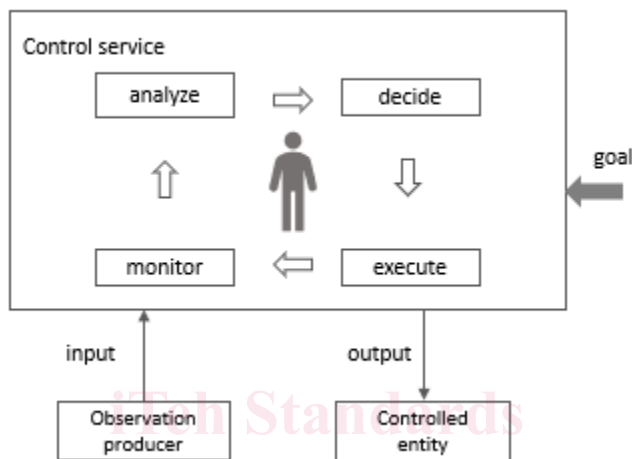 Control service
analyze
decide
goal
monitor
execute
input
output
iTeh Standards
Observation
producer
Controlled
entity